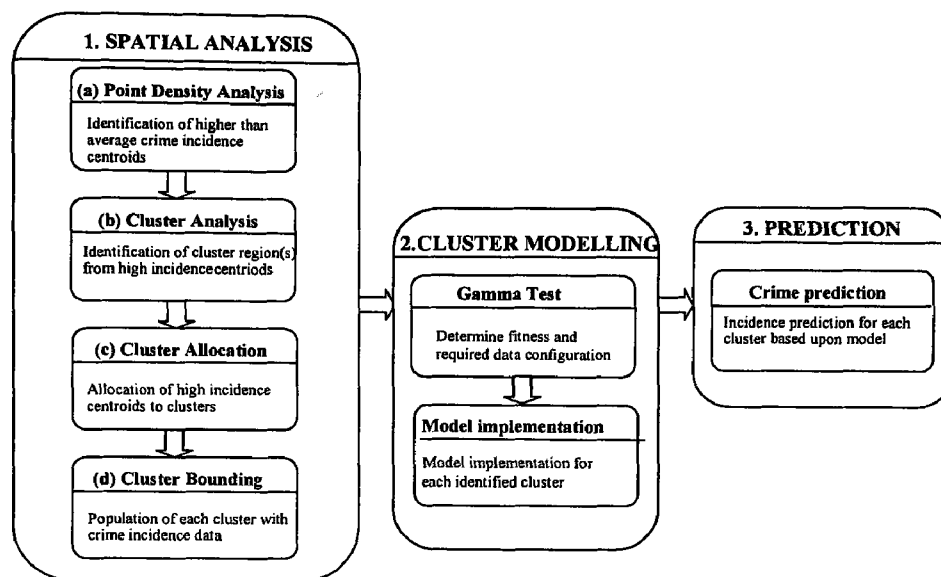 1. SPATIAL ANALYSIS
(a) Point Density Analysis
Identification of higher than
average crime incidence
centroids
(b) Cluster Analysis
Identification of cluster region(s)
from high incidence centriods
(c) Cluster Allocation
Allocation of high incidence
centroids to clusters
(d) Cluster Bounding
Population of each cluster with
crime incidence data
2.CLUSTER MODELLING
Gamma Test
Determine fitness and
required data configuration
Model implementation
Model implementation for
each identified cluster
3. PREDICTION
Crime prediction
Incidence prediction for each
cluster based upon model